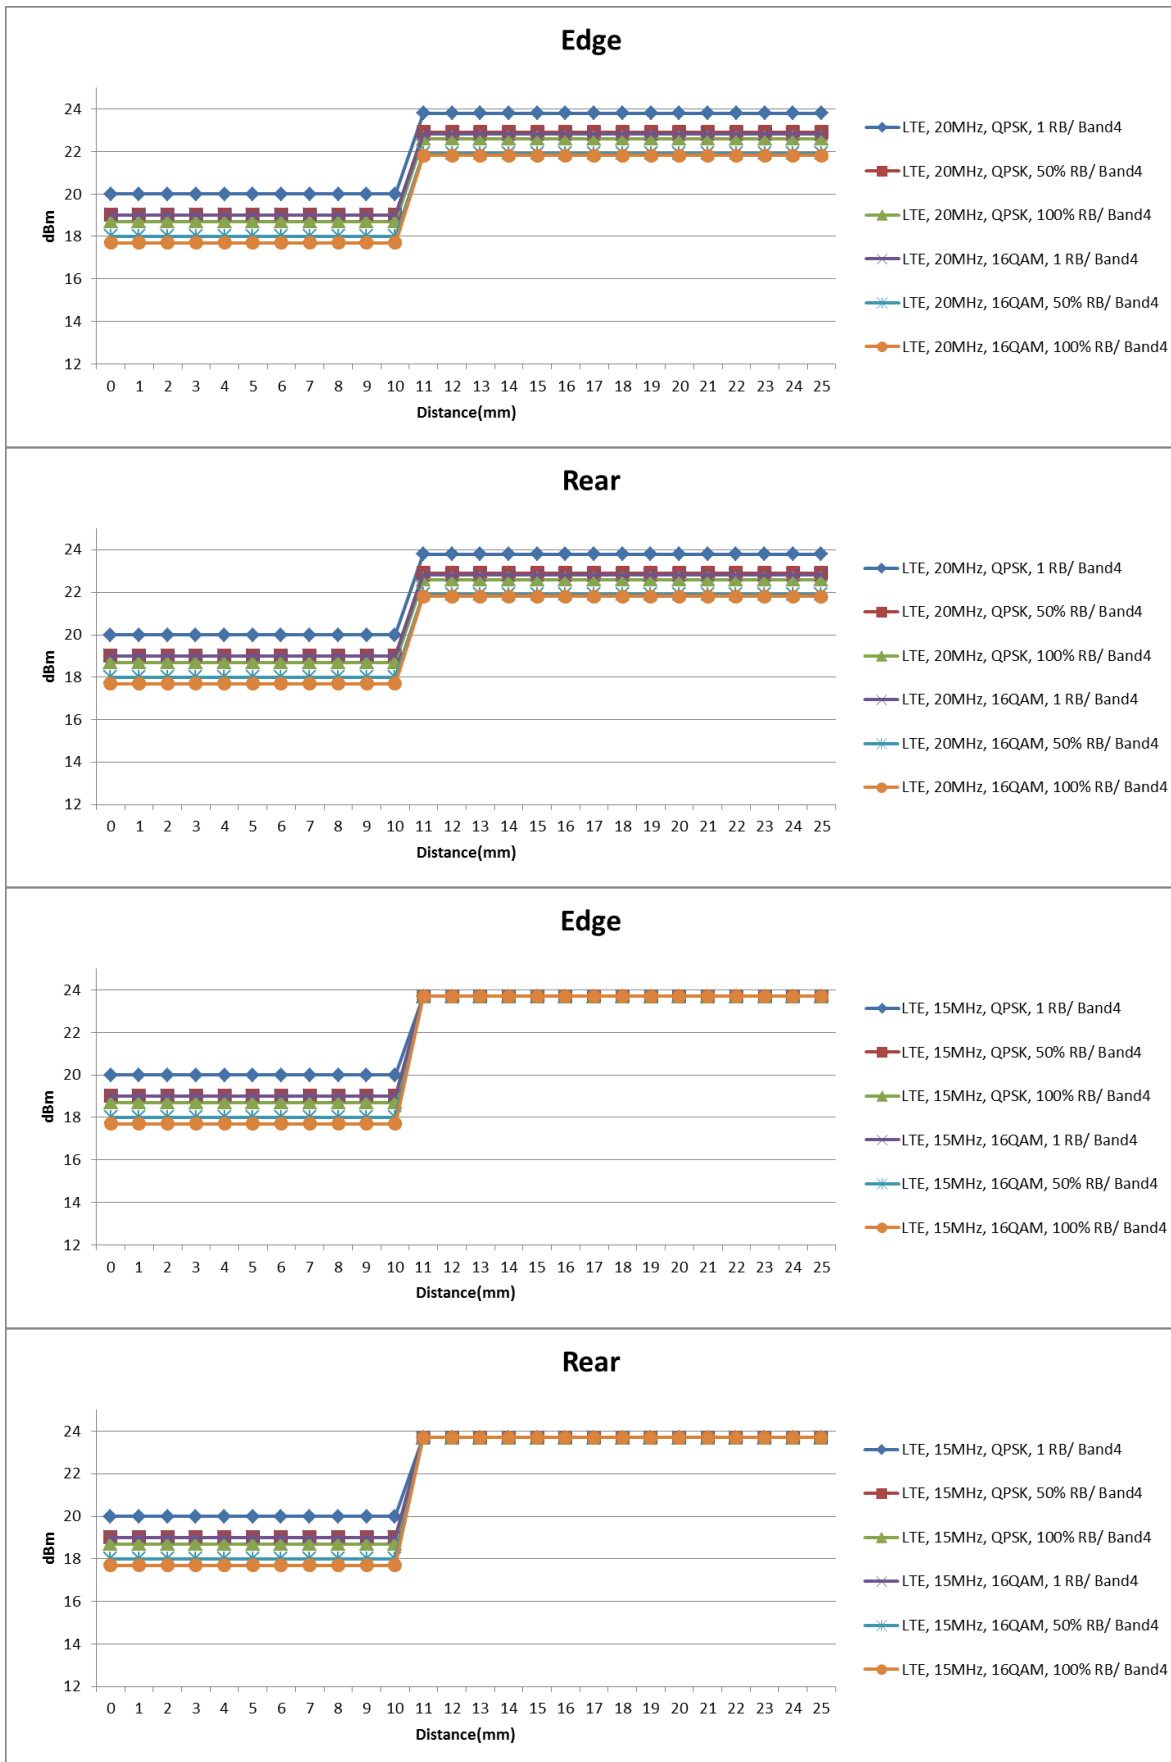 Edge
24
22
20
18
16
14
12
dBm
0 1 2 3 4 5 6 7 8 9 10 11 12 13 14 15 16 17 18 19 20 21 22 23 24 25
Distance(mm)
LTE, 20MHz, QPSK, 1 RB/ Band4
LTE, 20MHz, QPSK, 50% RB/ Band4
LTE, 20MHz, QPSK, 100% RB/ Band4
LTE, 20MHz, 16QAM, 1 RB/ Band4
LTE, 20MHz, 16QAM, 50% RB/ Band4
LTE, 20MHz, 16QAM, 100% RB/ Band4
Rear
24
22
20
18
16
14
12
dBm
0 1 2 3 4 5 6 7 8 9 10 11 12 13 14 15 16 17 18 19 20 21 22 23 24 25
Distance(mm)
LTE, 20MHz, QPSK, 1 RB/ Band4
LTE, 20MHz, QPSK, 50% RB/ Band4
LTE, 20MHz, QPSK, 100% RB/ Band4
LTE, 20MHz, 16QAM, 1 RB/ Band4
LTE, 20MHz, 16QAM, 50% RB/ Band4
LTE, 20MHz, 16QAM, 100% RB/ Band4
Edge
24
22
20
18
16
14
12
dBm
0 1 2 3 4 5 6 7 8 9 10 11 12 13 14 15 16 17 18 19 20 21 22 23 24 25
Distance(mm)
LTE, 15MHz, QPSK, 1 RB/ Band4
LTE, 15MHz, QPSK, 50% RB/ Band4
LTE, 15MHz, QPSK, 100% RB/ Band4
LTE, 15MHz, 16QAM, 1 RB/ Band4
LTE, 15MHz, 16QAM, 50% RB/ Band4
LTE, 15MHz, 16QAM, 100% RB/ Band4
Rear
24
22
20
18
16
14
12
dBm
0 1 2 3 4 5 6 7 8 9 10 11 12 13 14 15 16 17 18 19 20 21 22 23 24 25
Distance(mm)
LTE, 15MHz, QPSK, 1 RB/ Band4
LTE, 15MHz, QPSK, 50% RB/ Band4
LTE, 15MHz, QPSK, 100% RB/ Band4
LTE, 15MHz, 16QAM, 1 RB/ Band4
LTE, 15MHz, 16QAM, 50% RB/ Band4
LTE, 15MHz, 16QAM, 100% RB/ Band4